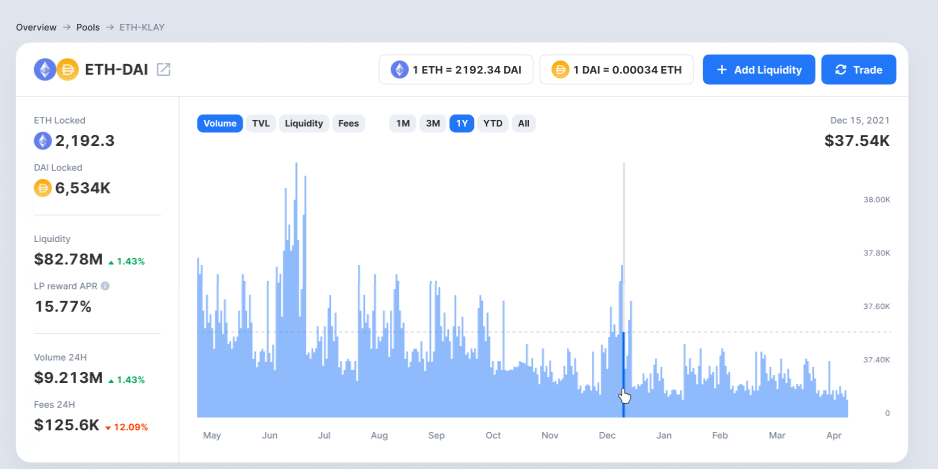 Overview → Pools → ETH-KLAY
ETH-DAI
1 ETH = 2192.34 DAI
1 DAI = 0.00034 ETH
+ Add Liquidity
Trade
ETH Locked
2,192.3
DAI Locked
6,534K
Liquidity
$82.78M ▲ 1.43%
LP reward APR i
15.77%
Volume 24H
$9.213M ▲ 1.43%
Fees 24H
$125.6K ▼ 12.09%
Volume TVL Liquidity Fees 1M 3M 1Y YTD All
Dec 15, 2021
$37.54K
38.00K
37.80K
37.60K
37.40K
0
May Jun Jul Aug Sep Oct Nov Dec Jan Feb Mar Apr